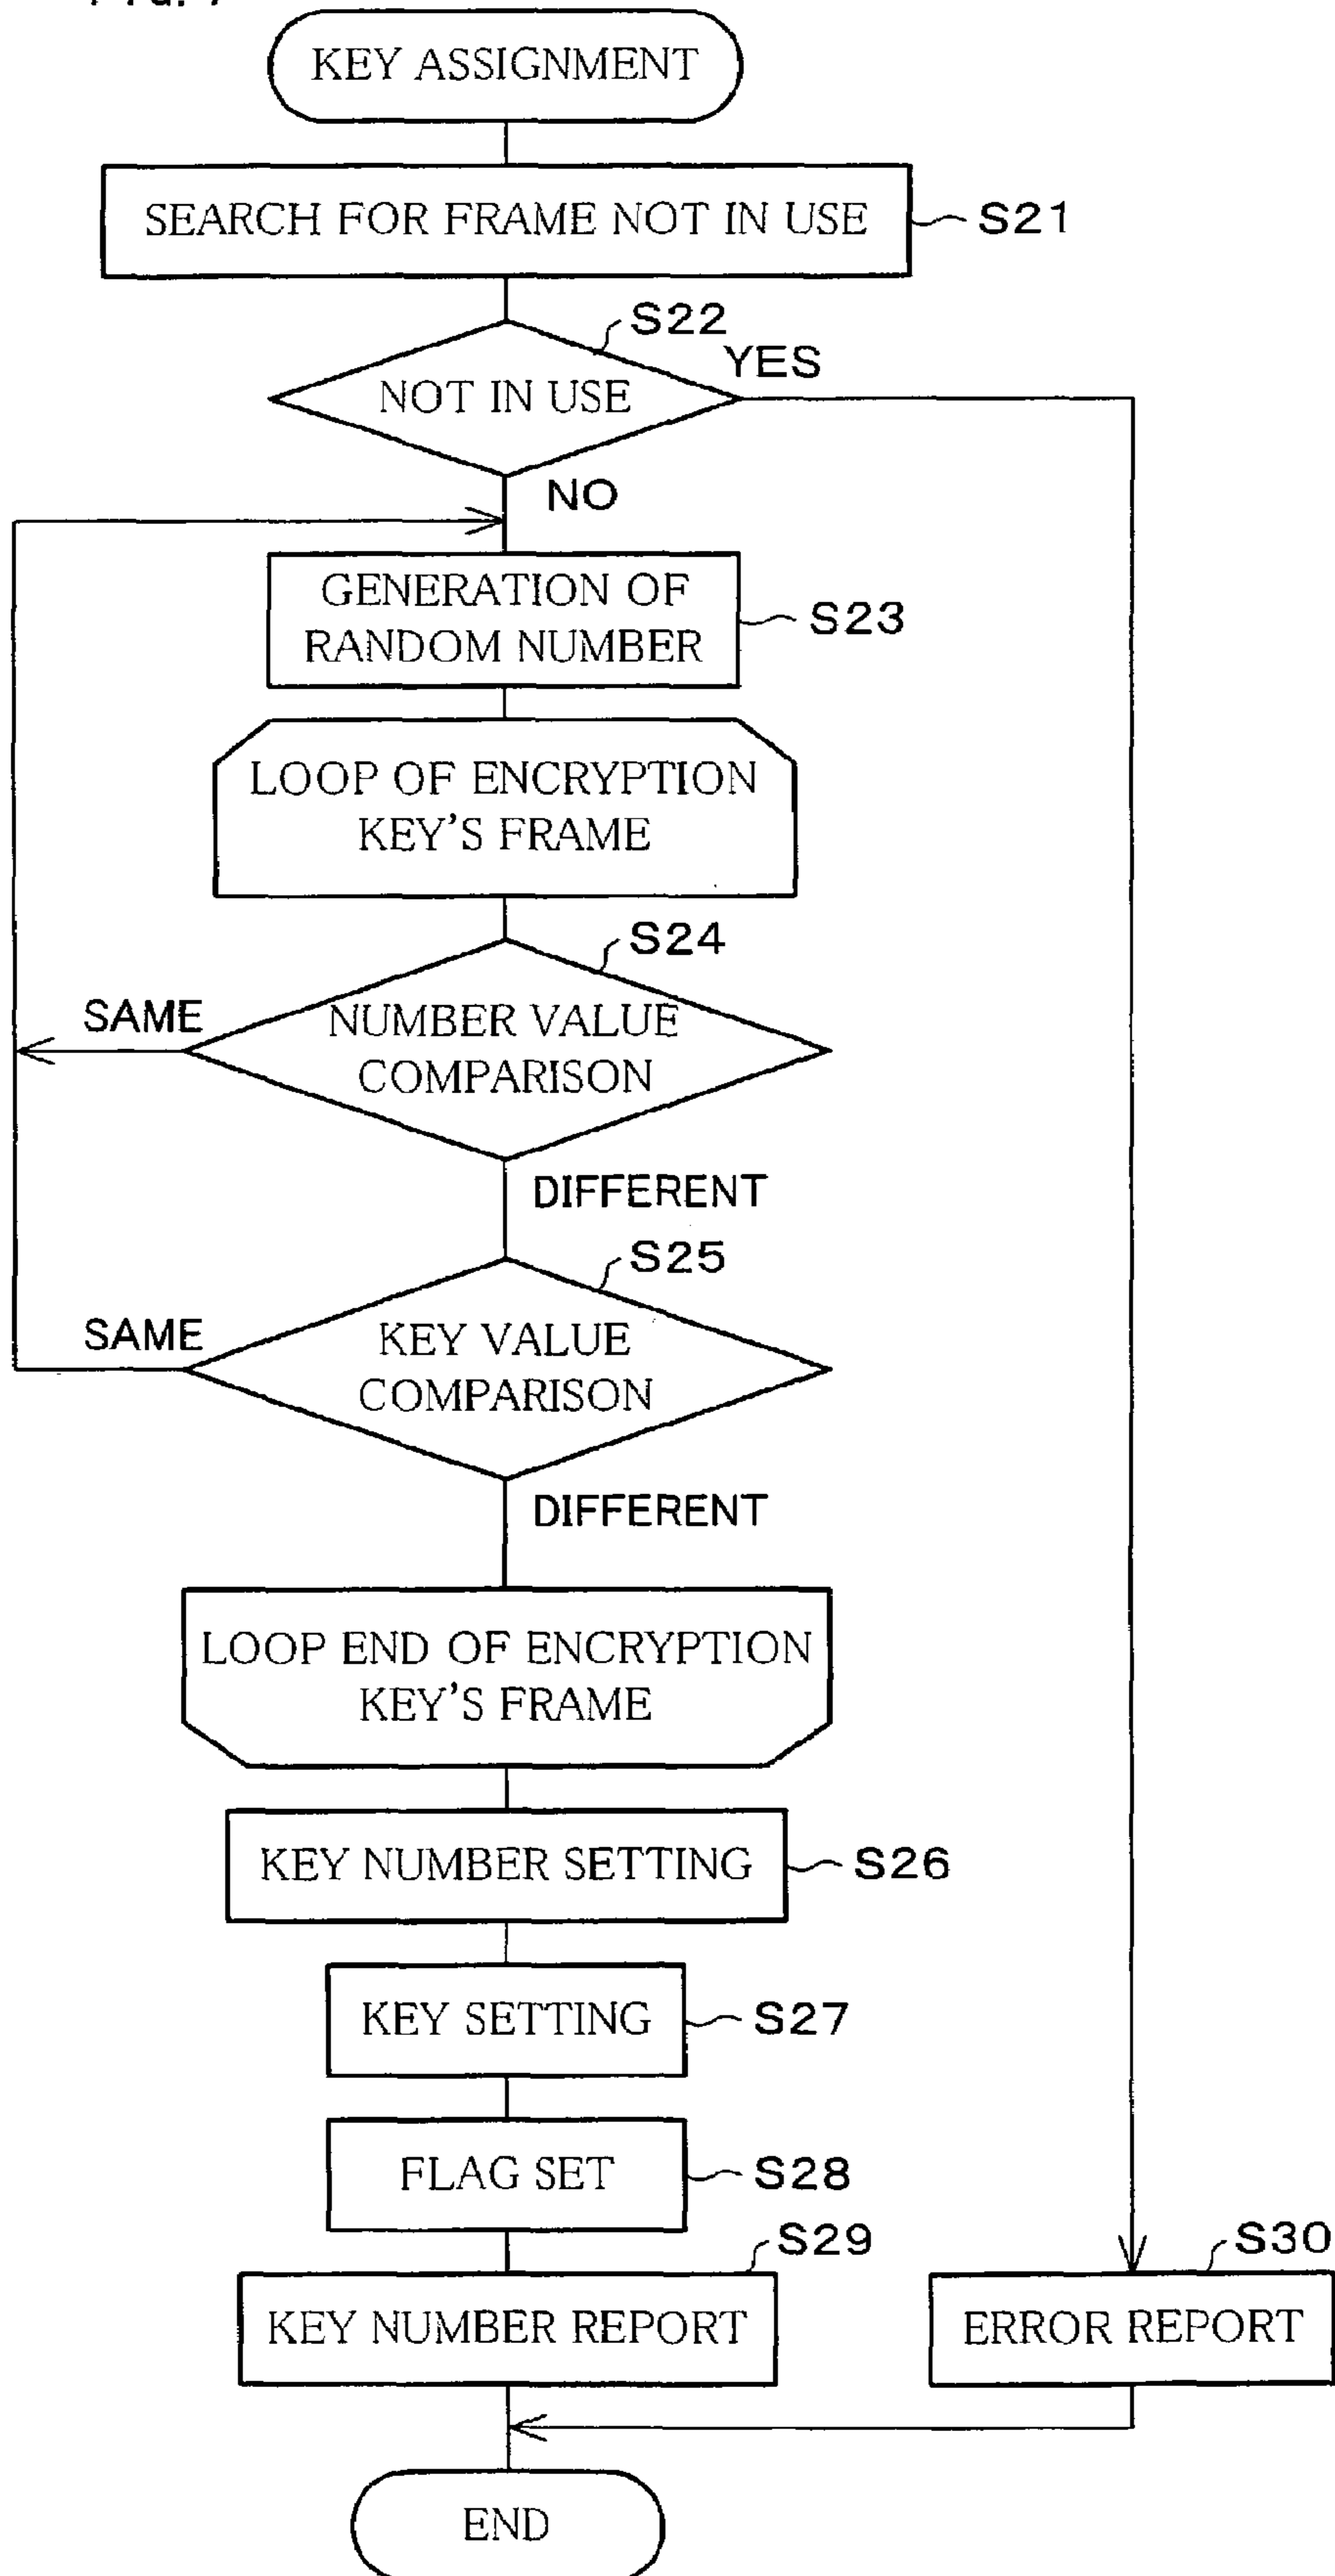 KEY ASSIGNMENT
SEARCH FOR FRAME NOT IN USE
S21
S22
YES
NOT IN USE
NO
GENERATION OF
RANDOM NUMBER
S23
LOOP OF ENCRYPTION
KEY'S FRAME
S24
SAME
NUMBER VALUE
COMPARISON
DIFFERENT
S25
SAME
KEY VALUE
COMPARISON
DIFFERENT
LOOP END OF ENCRYPTION
KEY'S FRAME
KEY NUMBER SETTING
S26
KEY SETTING
S27
FLAG SET
S28
S29
KEY NUMBER REPORT
S30
ERROR REPORT
END